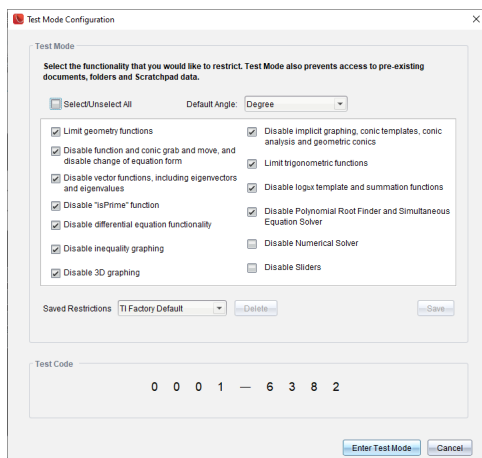 Test Mode Configuration
Test Mode
Select the functionality that you would like to restrict. Test Mode also prevents access to pre-existing
documents, folders and Scratchpad data.
Select/Unselect All
Default Angle:
Degree
Limit geometry functions
Disable function and conic grab and move, and
disable change of equation form
Disable vector functions, including eigenvectors
and eigenvalues
Disable "isPrime" function
Disable differential equation functionality
Disable inequality graphing
Disable 3D graphing
Disable implicit graphing, conic templates, conic
analysis and geometric conics
Limit trigonometric functions
Disable logbx template and summation functions
Disable Polynomial Root Finder and Simultaneous
Equation Solver
Disable Numerical Solver
Disable Sliders
Saved Restrictions
TI Factory Default
Delete
Save
Test Code
0 0 0 1 — 6 3 8 2
Enter Test Mode
Cancel